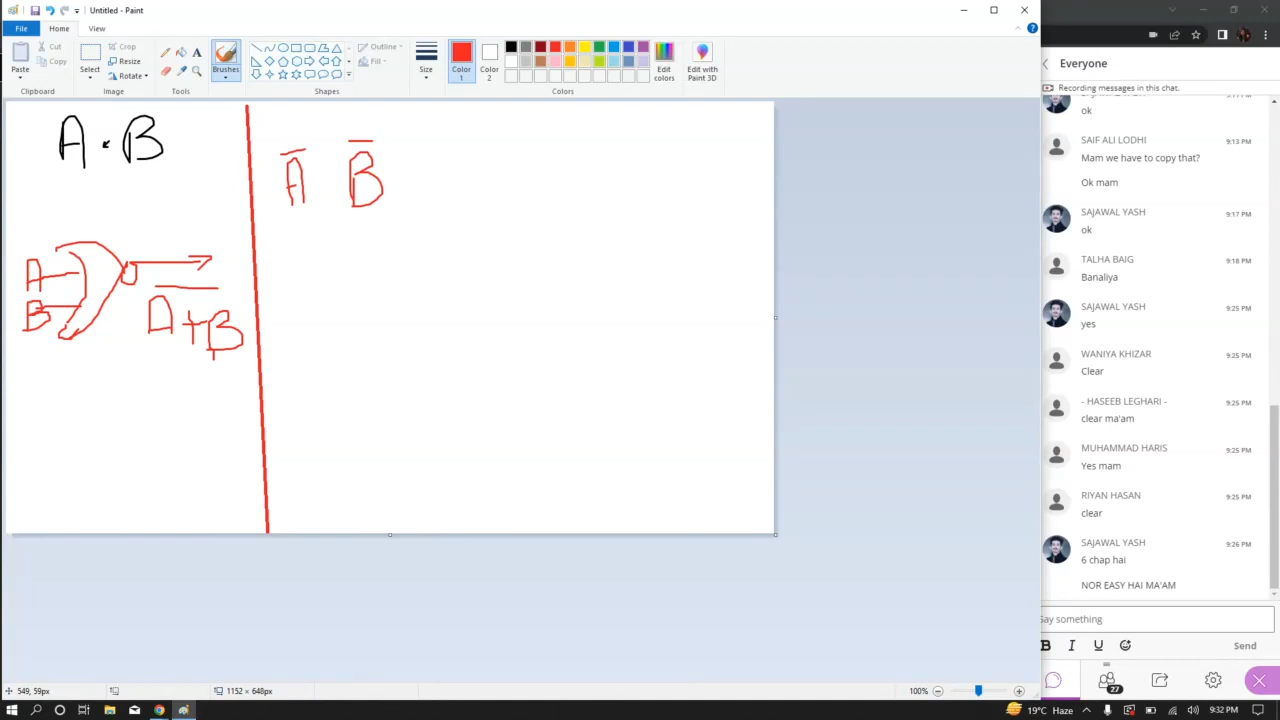 Untitled - Paint
File Home View
Paste
Cut
Copy
Clipboard
Select
Crop
Resize
Rotate
Image
Tools
Brushes
Outline
Fill
Shapes
Size
Color 1
Color 2
Edit colors
Edit with Paint 3D
Colors
A · B
A̅ B̅
A
B
A̅+̅B̅
549, 59px
1152 × 648px
100%
Everyone
Recording messages in this chat.
ok
SAIF ALI LODHI 9:13 PM
Mam we have to copy that?
Ok mam
SAJAWAL YASH 9:17 PM
ok
TALHA BAIG 9:18 PM
Banaliya
SAJAWAL YASH 9:25 PM
yes
WANIYA KHIZAR 9:25 PM
Clear
- HASEEB LEGHARI - 9:25 PM
clear ma'am
MUHAMMAD HARIS 9:25 PM
Yes mam
RIYAN HASAN 9:25 PM
clear
SAJAWAL YASH 9:26 PM
6 chap hai
NOR EASY HAI MA'AM
Say something
B I U
Send
27
19°C Haze
9:32 PM